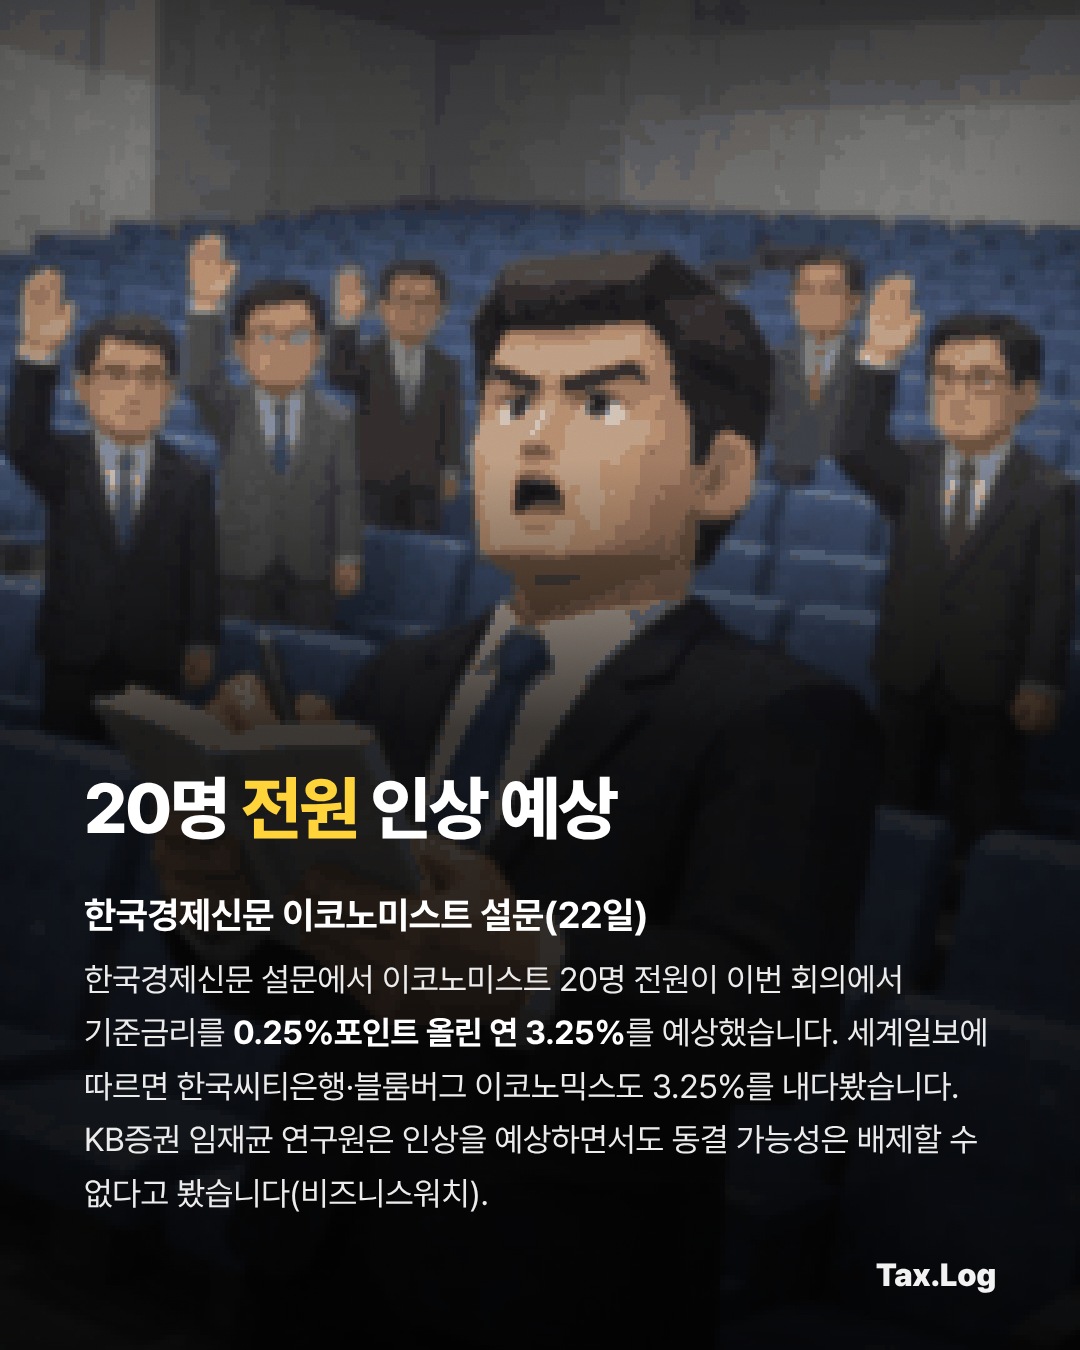 20명 전원 인상 예상
한국경제신문 이코노미스트 설문(22일)
한국경제신문 설문에서 이코노미스트 20명 전원이 이번 회의에서
기준금리를 0.25%포인트 올린 연 3.25%를 예상했습니다. 세계일보에
따르면 한국씨티은행·블룸버그 이코노믹스도 3.25%를 내다봤습니다.
KB증권 임재균 연구원은 인상을 예상하면서도 동결 가능성은 배제할 수
없다고 봤습니다(비즈니스워치).
Tax.Log